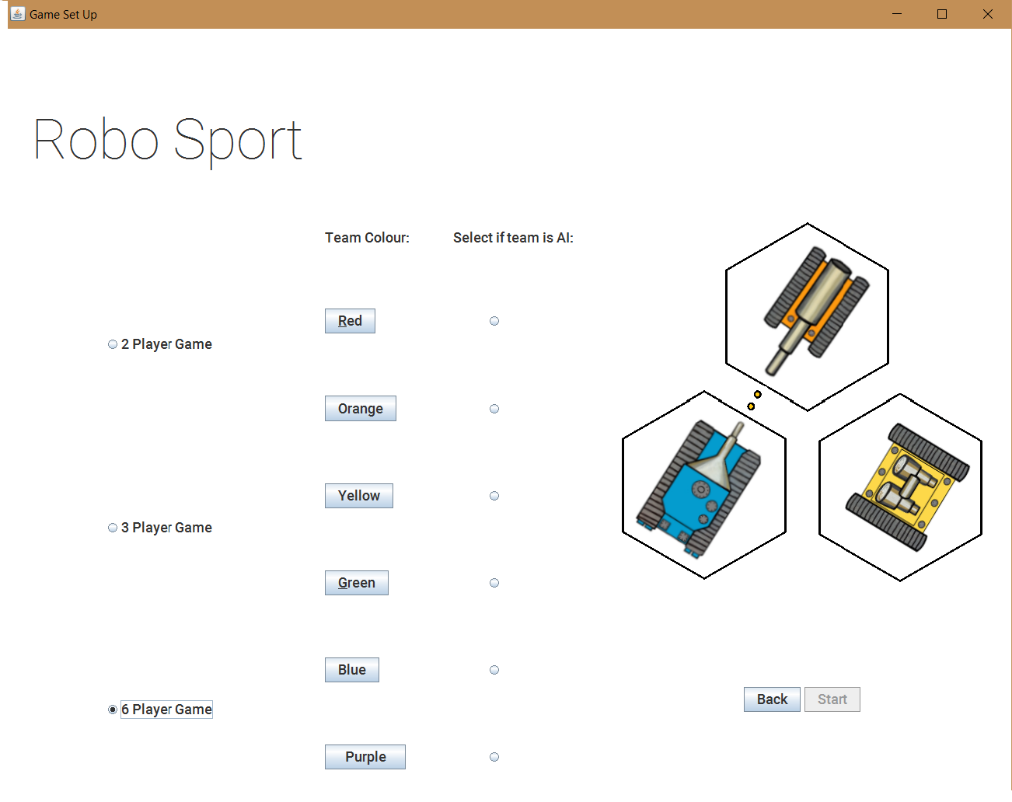 Game Set Up
Robo Sport
Team Colour: Select if team is AI:
Red
2 Player Game
Orange
Yellow
3 Player Game
Green
Blue
Back Start
6 Player Game
Purple